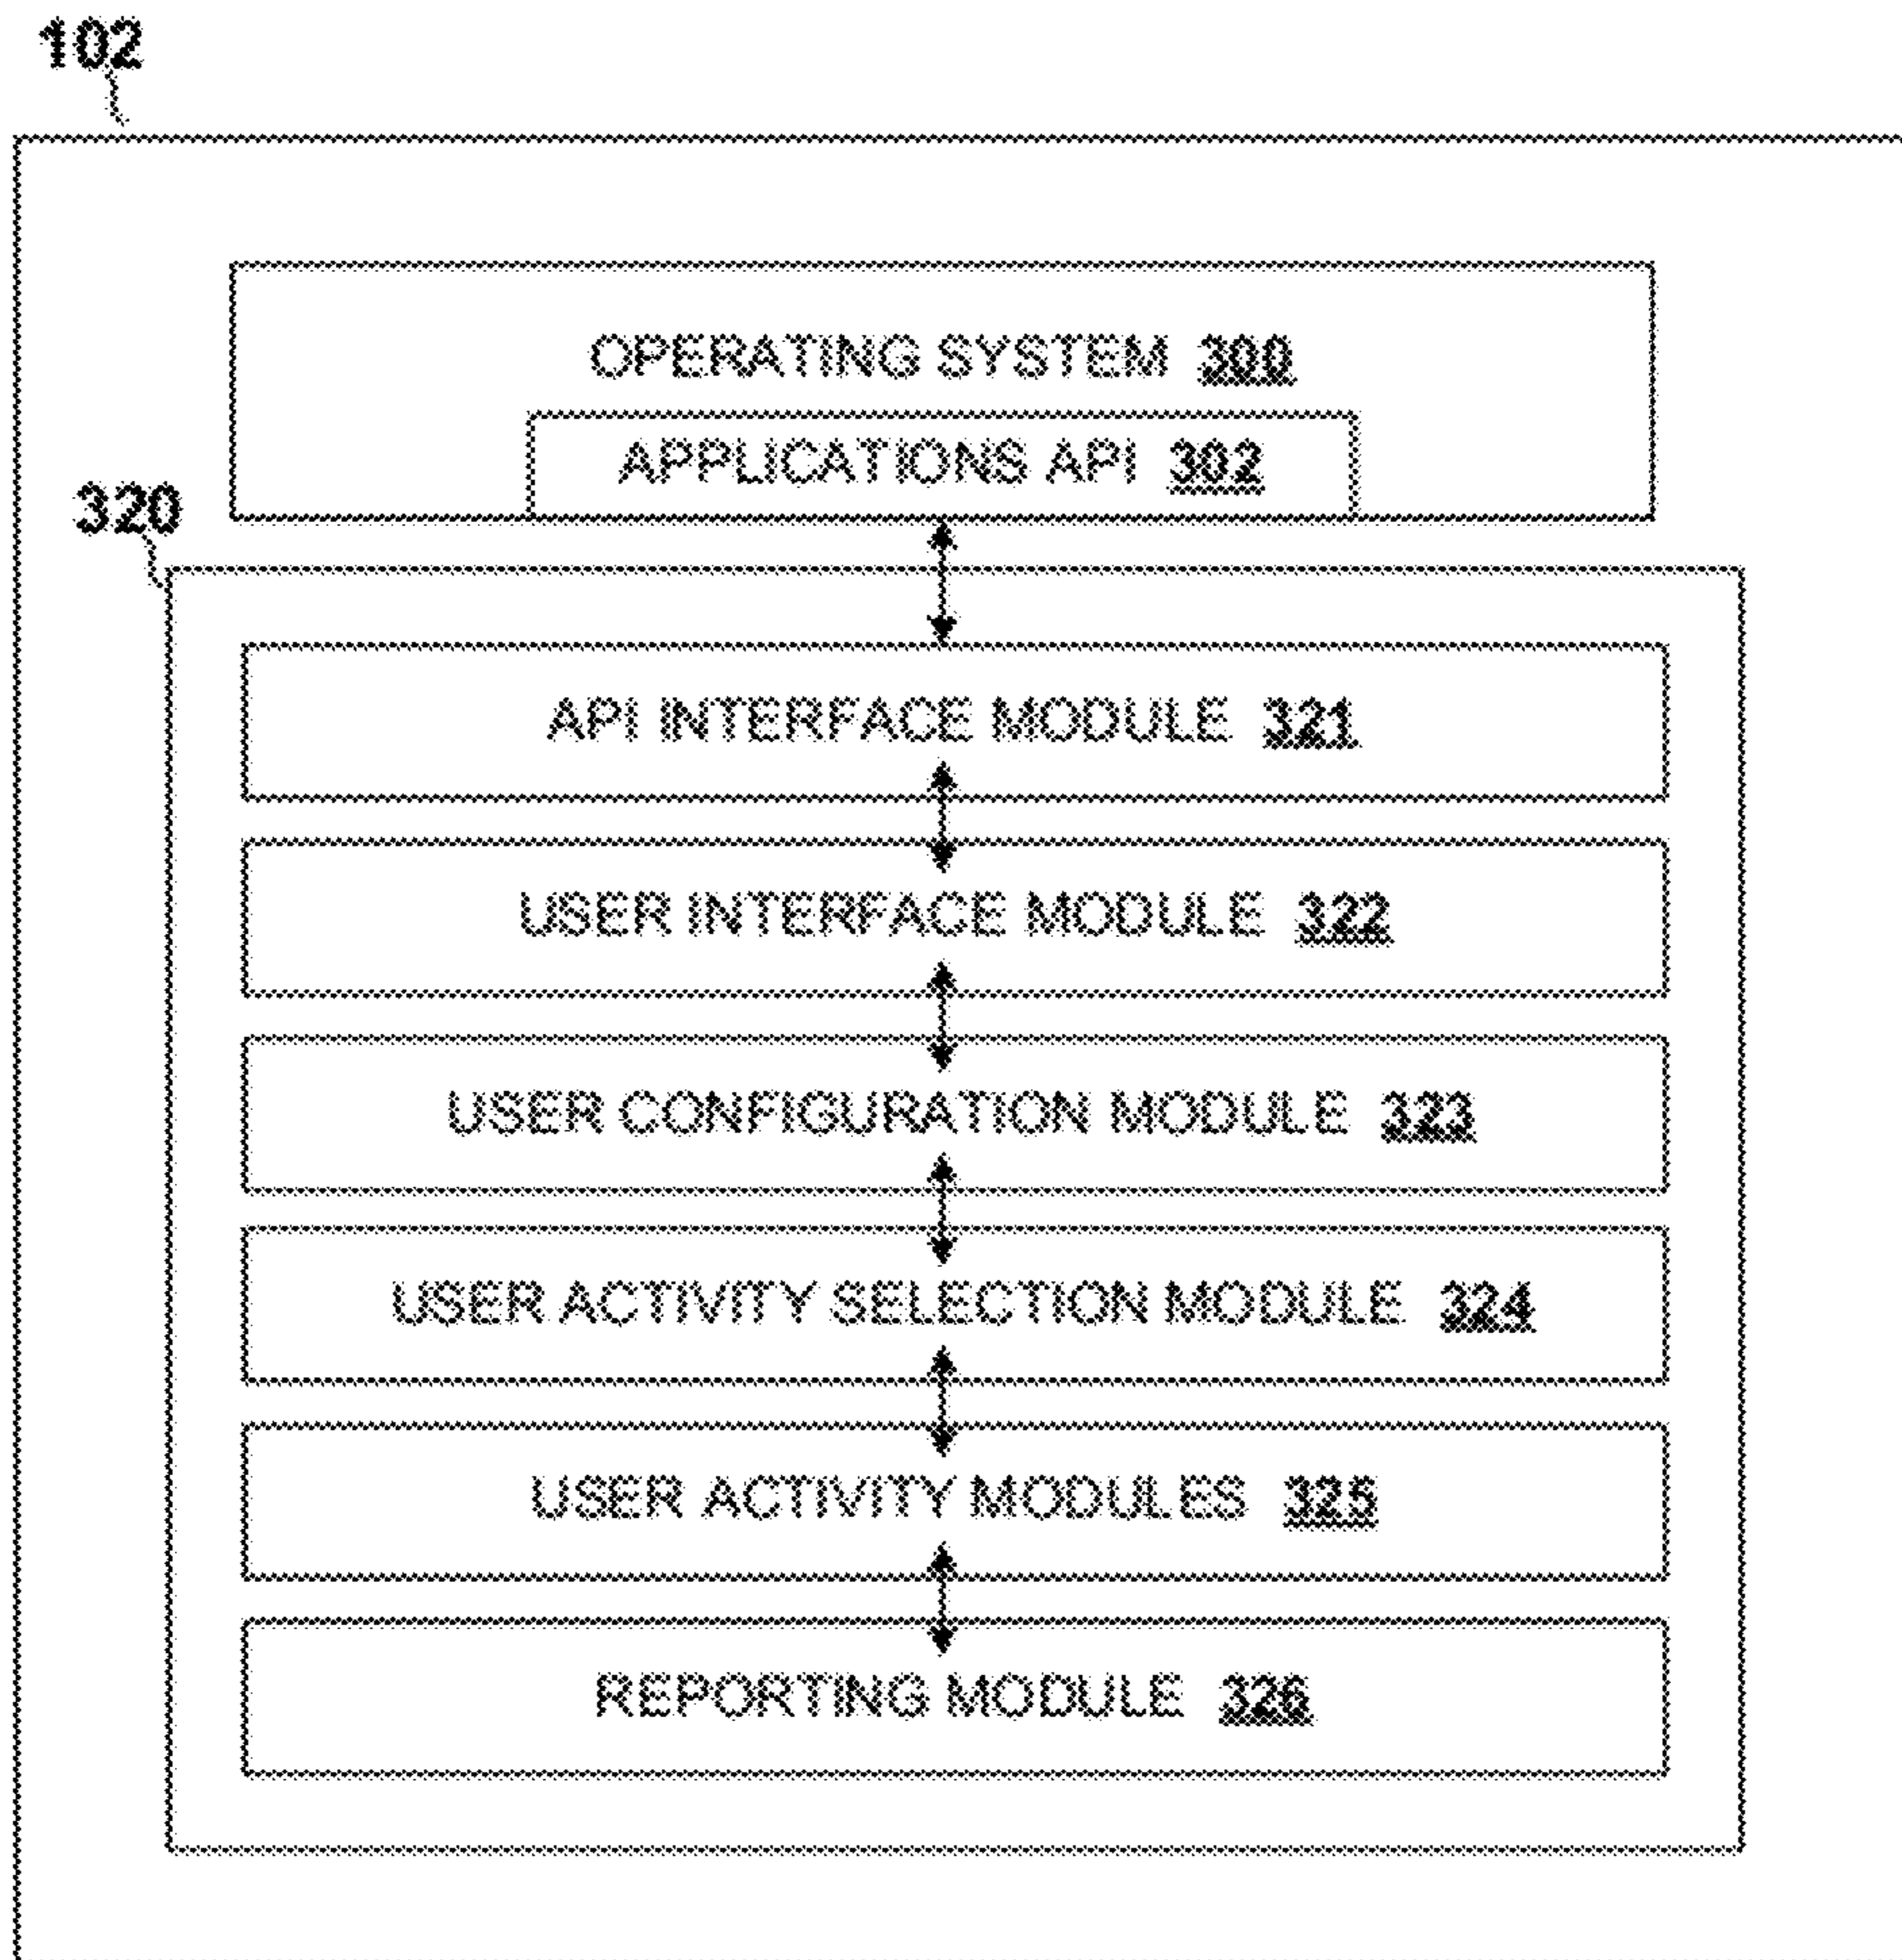 102
OPERATING SYSTEM 300
APPLICATIONS API 302
320
API INTERFACE MODULE 321
USER INTERFACE MODULE 322
USER CONFIGURATION MODULE 323
USER ACTIVITY SELECTION MODULE 324
USER ACTIVITY MODULES 325
REPORTING MODULE 326